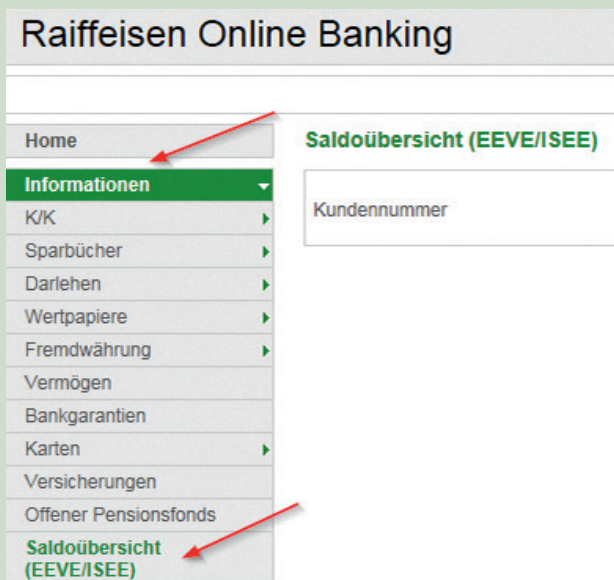 Raiffeisen Online Banking
Home
Informationen
K/K
Sparbücher
Darlehen
Wertpapiere
Fremdwährung
Vermögen
Bankgarantien
Karten
Versicherungen
Offener Pensionsfonds
Saldoübersicht
(EEVE/ISEE)
Saldoübersicht (EEVE/ISEE)
Kundennummer